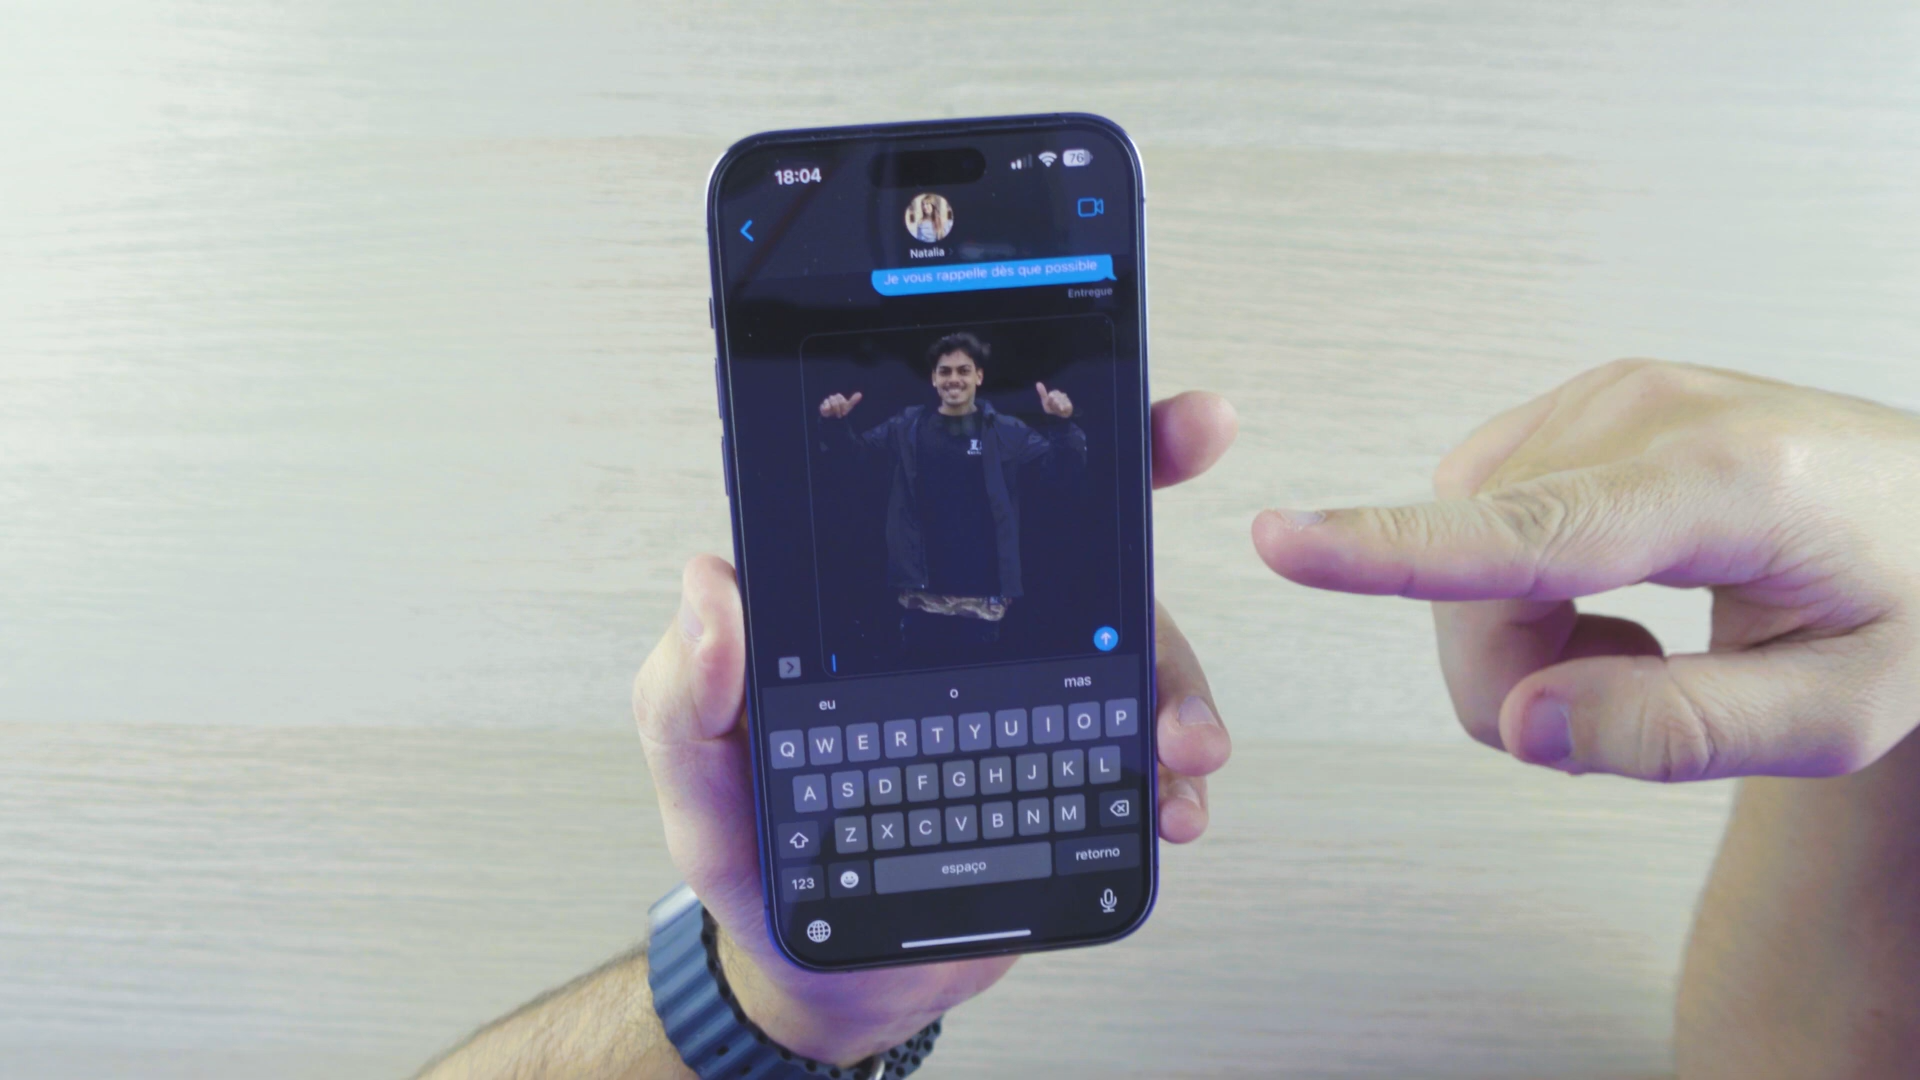 18:04
76
Natalia
Je vous rappelle dès que possible
Entregue
eu o mas
Q W E R T Y U I O P
A S D F G H J K L
Z X C V B N M
123 espaço retorno